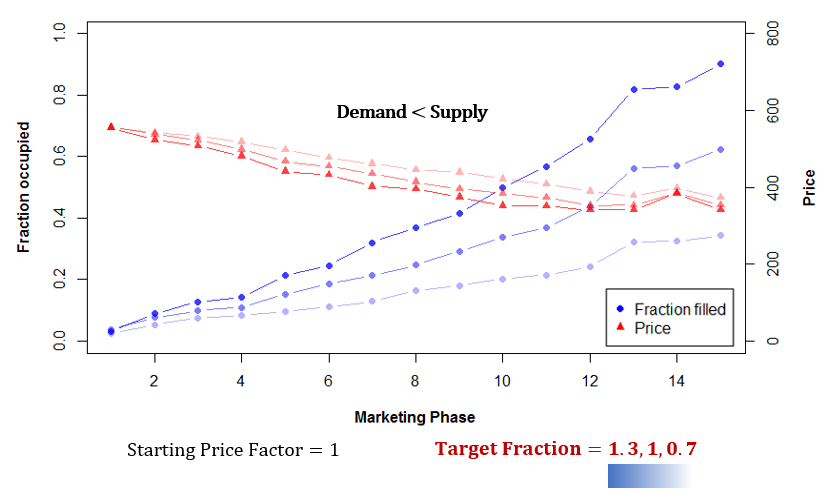 Demand < Supply
Fraction occupied
0.0 0.2 0.4 0.6 0.8 1.0
0 200 400 600 800
Price
Fraction filled
Price
2 4 6 8 10 12 14
Marketing Phase
Starting Price Factor = 1
Target Fraction = 1.3, 1, 0.7